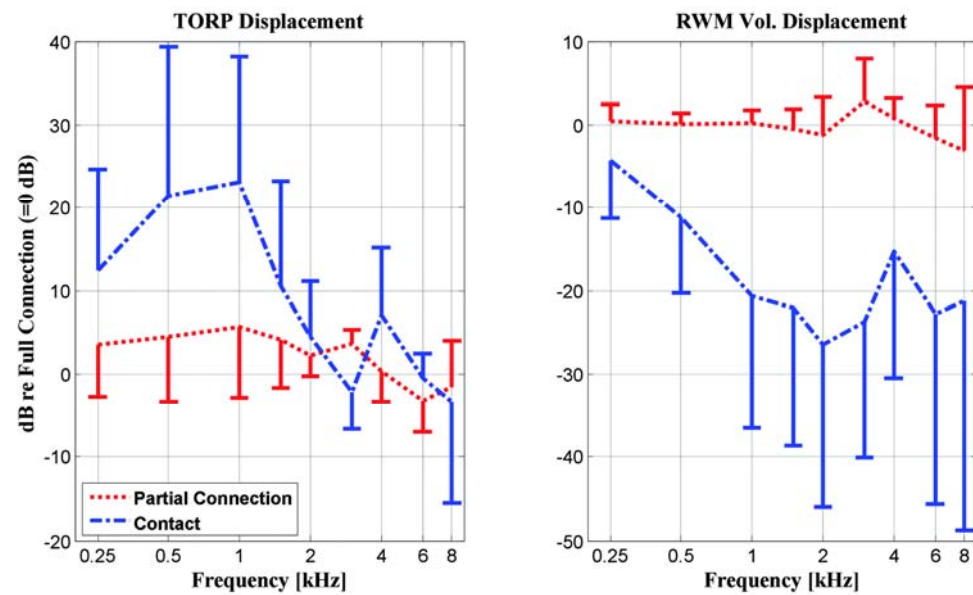 TORP Displacement
dB re Full Connection (=0 dB)
40
30
20
10
0
-10
-20
Partial Connection
Contact
0.25 0.5 1 2 4 6 8
Frequency [kHz]
RWM Vol. Displacement
10
0
-10
-20
-30
-40
-50
0.25 0.5 1 2 4 6 8
Frequency [kHz]